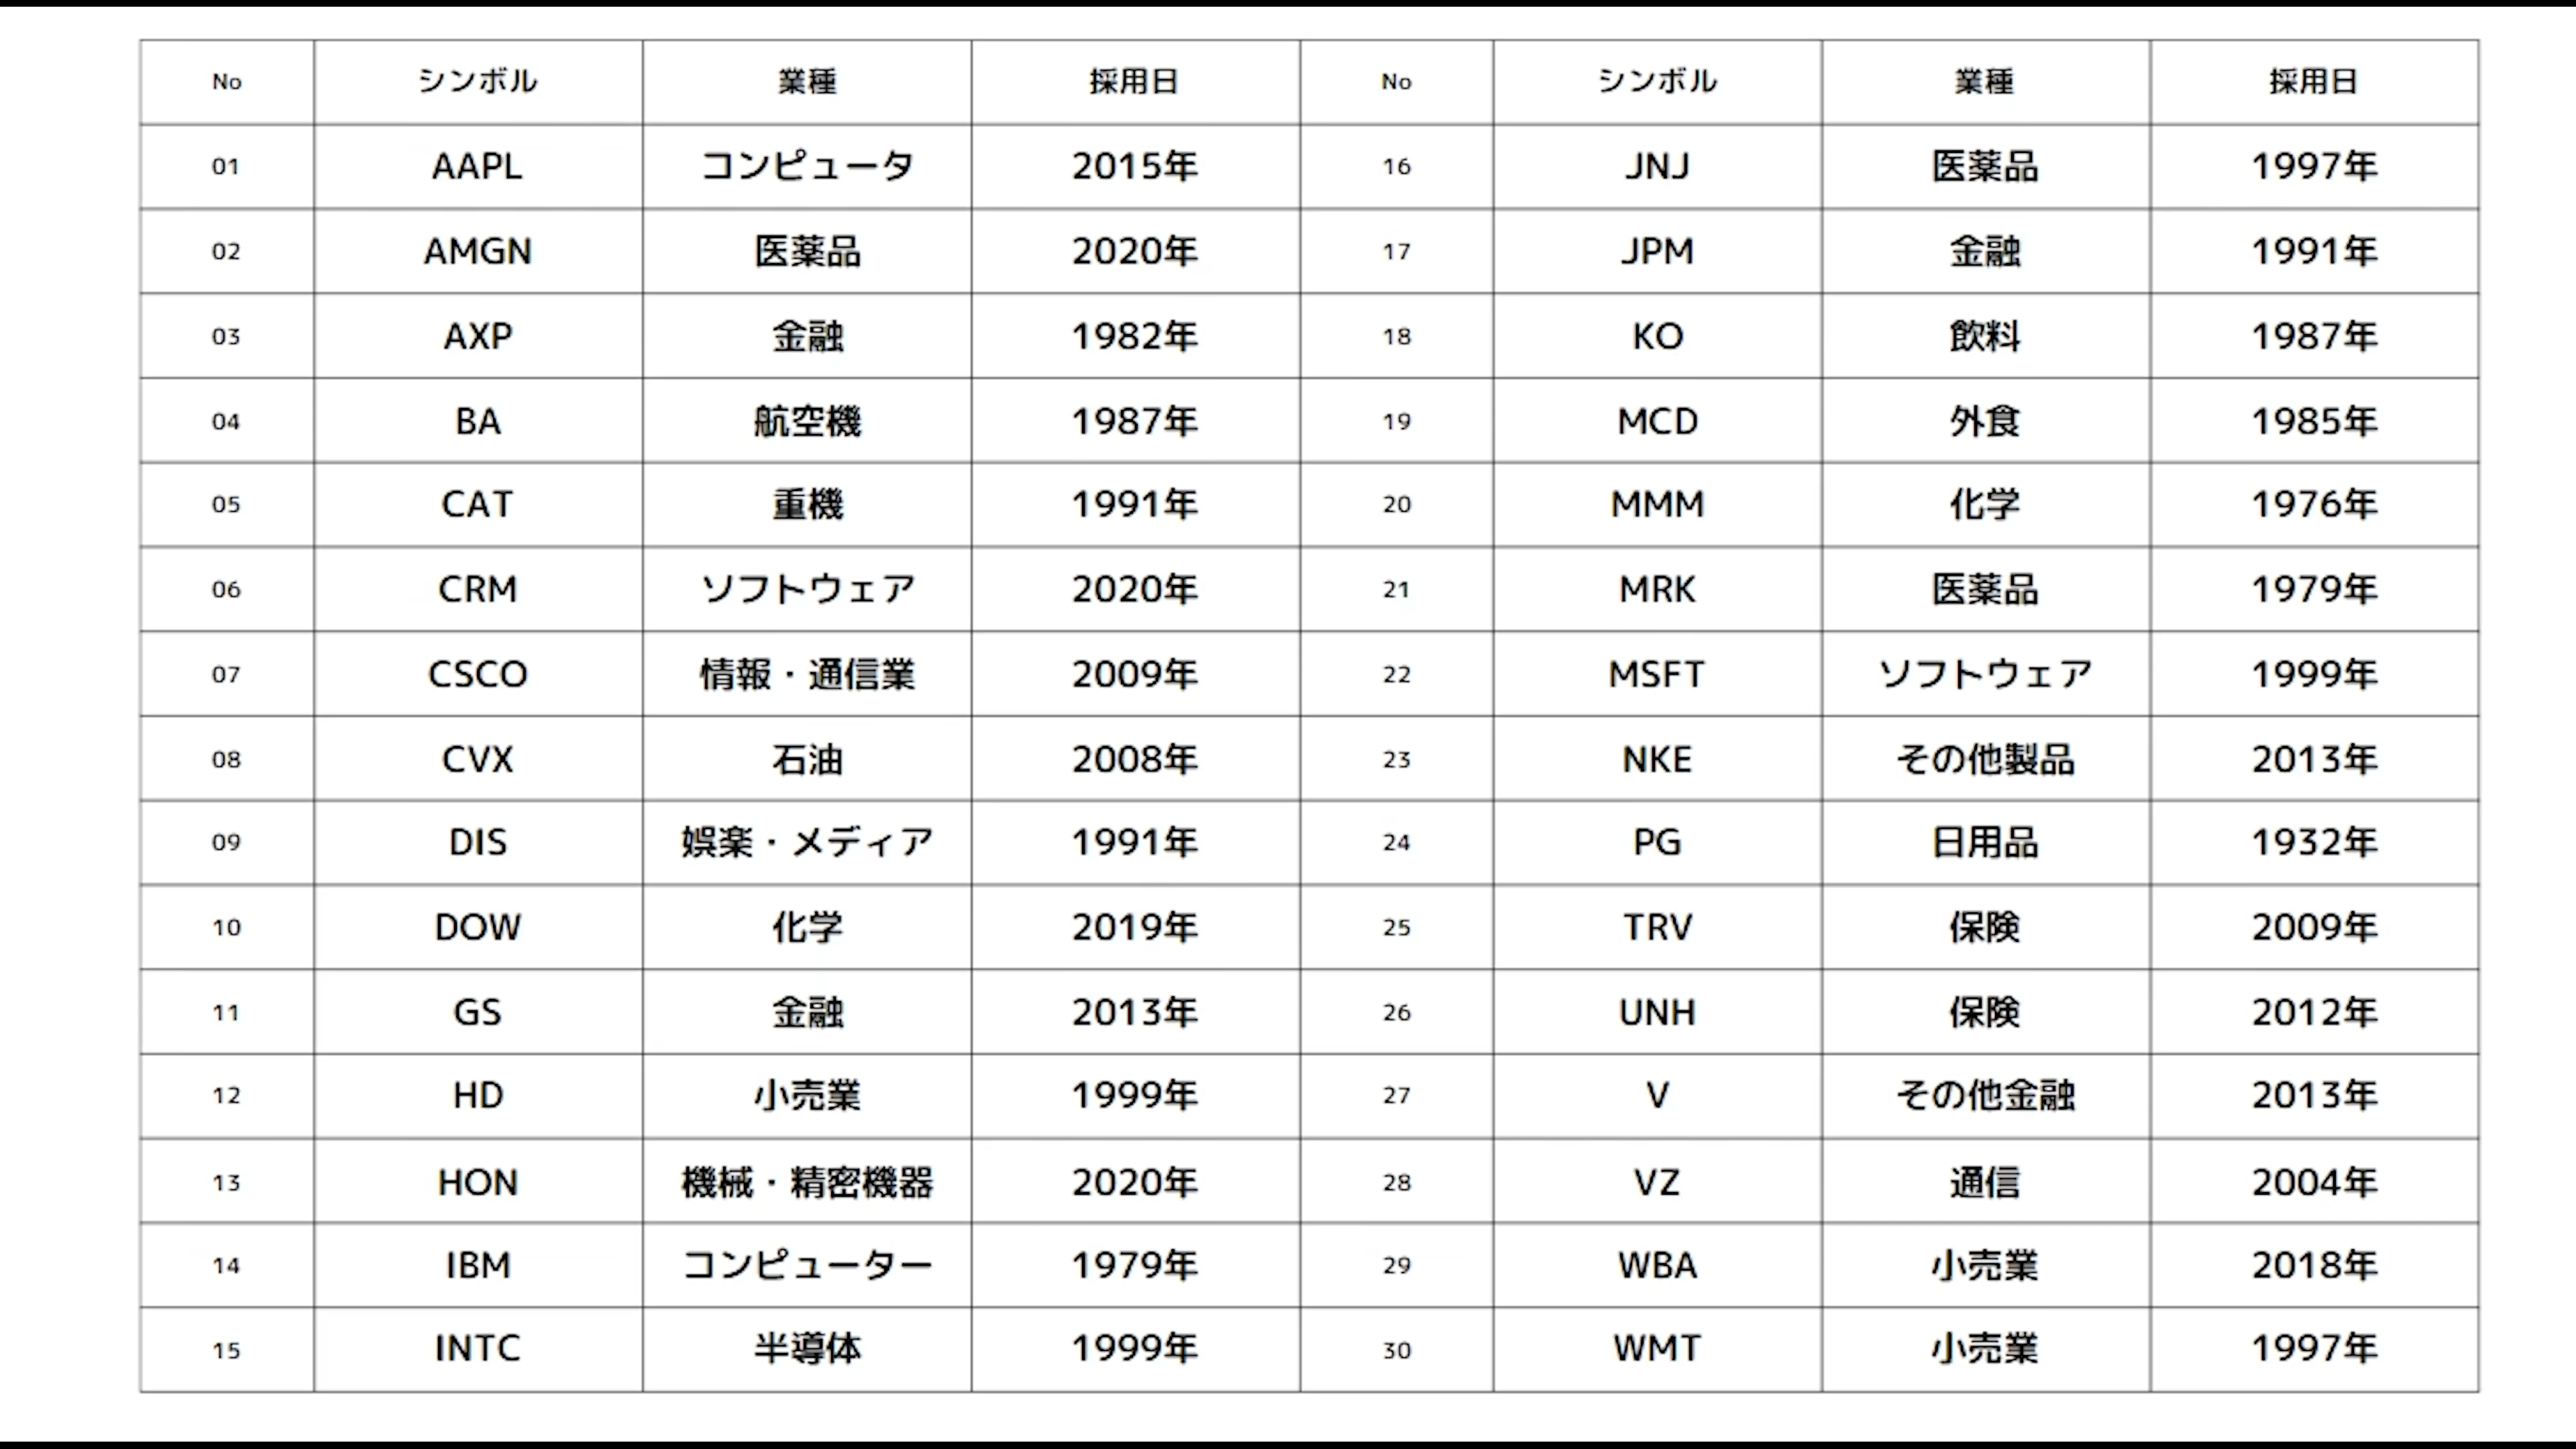 No シンボル 業種 採用日 No シンボル 業種 採用日
01 AAPL コンピュータ 2015年 16 JNJ 医薬品 1997年
02 AMGN 医薬品 2020年 17 JPM 金融 1991年
03 AXP 金融 1982年 18 KO 飲料 1987年
04 BA 航空機 1987年 19 MCD 外食 1985年
05 CAT 重機 1991年 20 MMM 化学 1976年
06 CRM ソフトウェア 2020年 21 MRK 医薬品 1979年
07 CSCO 情報・通信業 2009年 22 MSFT ソフトウェア 1999年
08 CVX 石油 2008年 23 NKE その他製品 2013年
09 DIS 娯楽・メディア 1991年 24 PG 日用品 1932年
10 DOW 化学 2019年 25 TRV 保険 2009年
11 GS 金融 2013年 26 UNH 保険 2012年
12 HD 小売業 1999年 27 V その他金融 2013年
13 HON 機械・精密機器 2020年 28 VZ 通信 2004年
14 IBM コンピューター 1979年 29 WBA 小売業 2018年
15 INTC 半導体 1999年 30 WMT 小売業 1997年